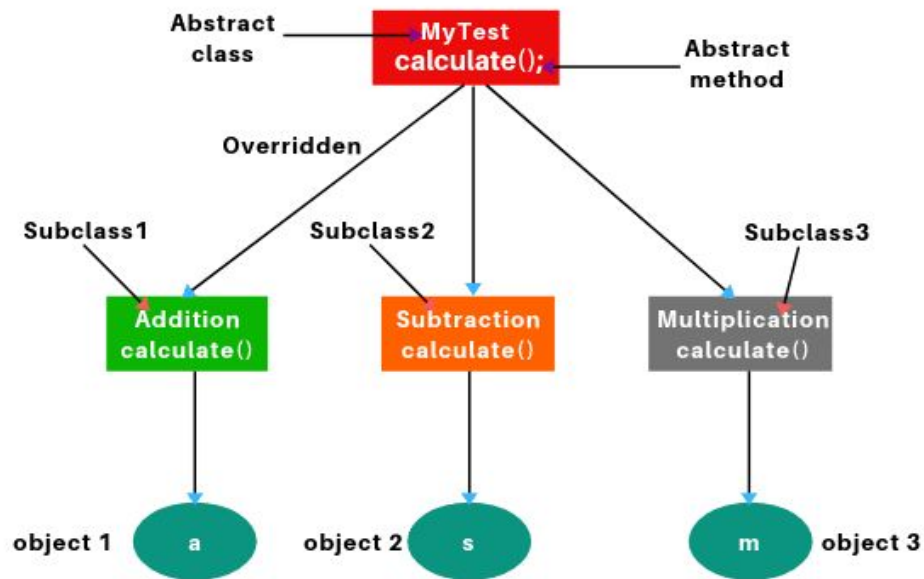 Abstract
class
MyTest
calculate();
Abstract
method
Overridden
Subclass1
Subclass2
Subclass3
Addition
calculate()
Subtraction
calculate()
Multiplication
calculate()
object 1
a
object 2
s
m
object 3